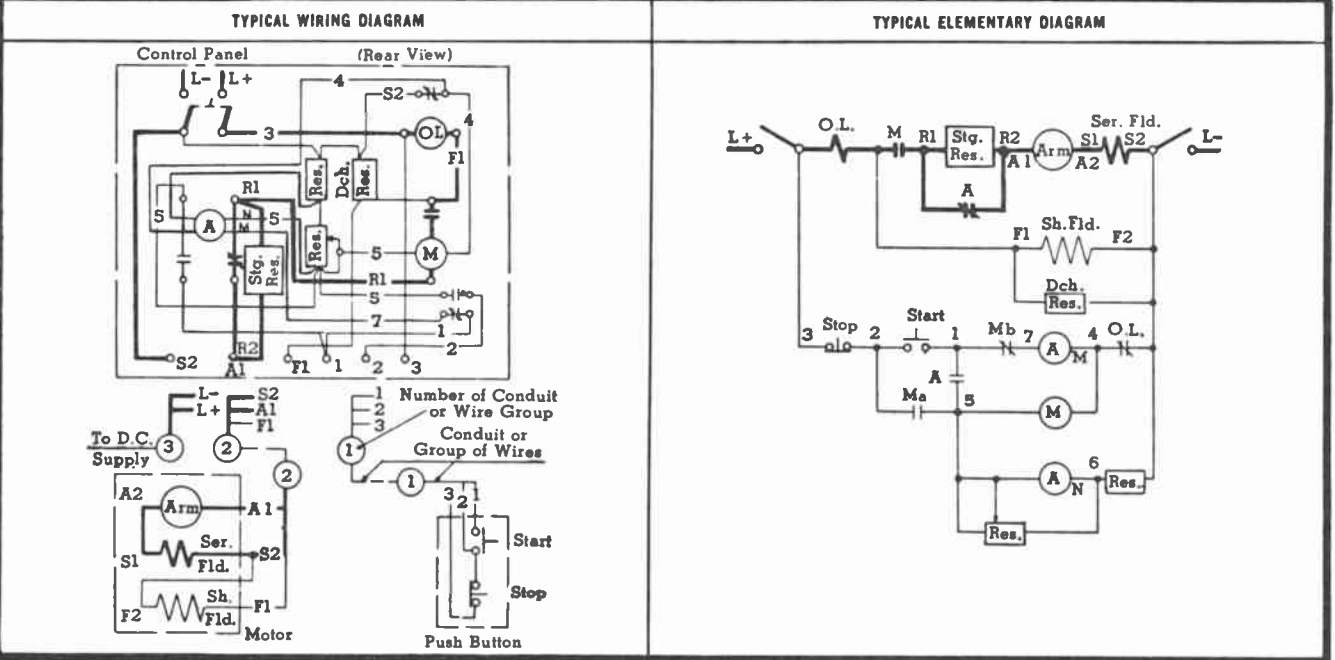 TYPICAL WIRING DIAGRAM
Control Panel (Rear View)
L- L+
4
S2
3
OL
4
F1
Res.
Dch.
Res.
R1
5
A
N
M
5
Res.
5
M
Stg.
Res.
R1
5
7
1
2
S2
R2
A1
F1
1
2
3
L-
L+
S2
A1
F1
1
2
3
Number of Conduit
or Wire Group
To D.C.
Supply
3
2
1
Conduit or
Group of Wires
2
1
A2
Arm
A1
3
2
1
Start
S1
Ser.
Fld.
S2
Stop
F2
Sh.
Fld.
F1
Motor
Push Button
TYPICAL ELEMENTARY DIAGRAM
L+
O.L.
M
R1
Stg.
Res.
R2
A1
Arm
S1
A2
Ser. Fld.
S2
L-
A
F1
Sh.Fld.
F2
Dch.
Res.
3
Stop
2
Start
1
Mb
7
A
M
4
O.L.
A
Ma
5
M
A
N
6
Res.
Res.